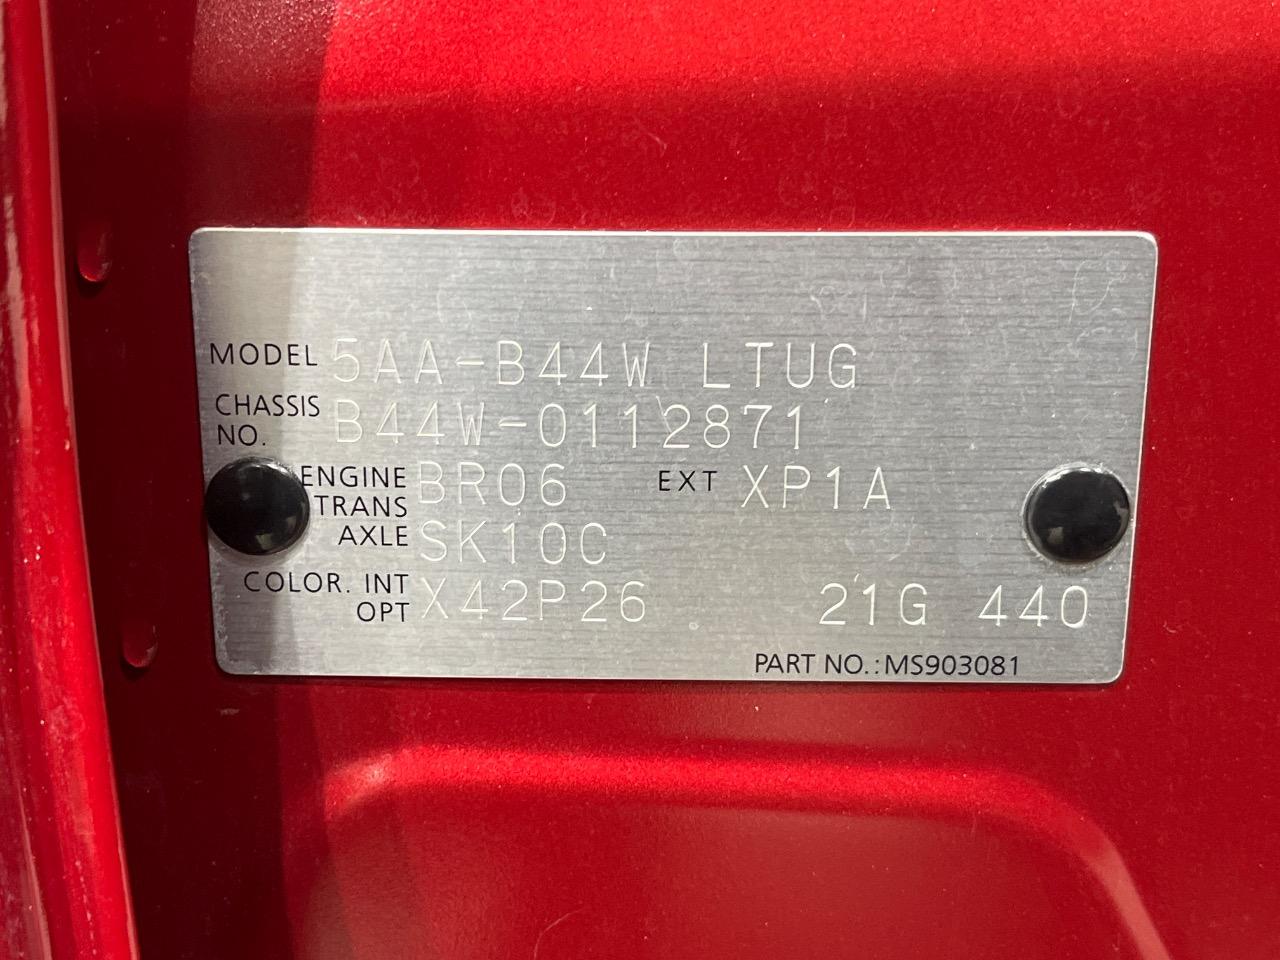 MODEL 5AA-B44W LTUG
CHASSIS NO. B44W-0112871
ENGINE BR06 EXT XP1A
TRANS AXLE SK10C
COLOR. INT OPT X42P26 21G 440
PART NO.: MS903081